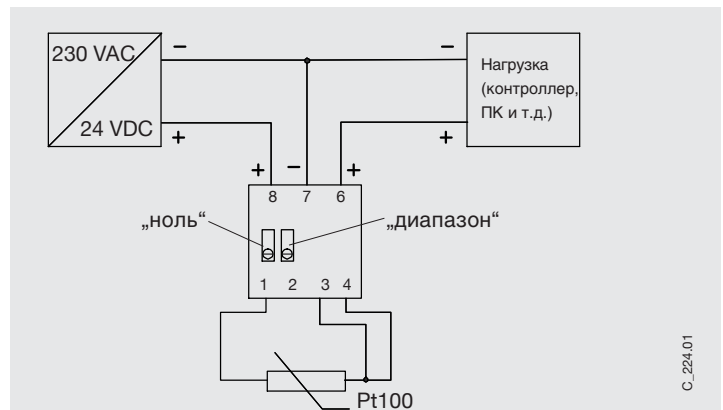 230 VAC
24 VDC
−
+
−
+
Нагрузка
(контроллер,
ПК и т.д.)
+
−
+
8
7
6
„ноль“
„диапазон“
1
2
3
4
Pt100
C_224.01